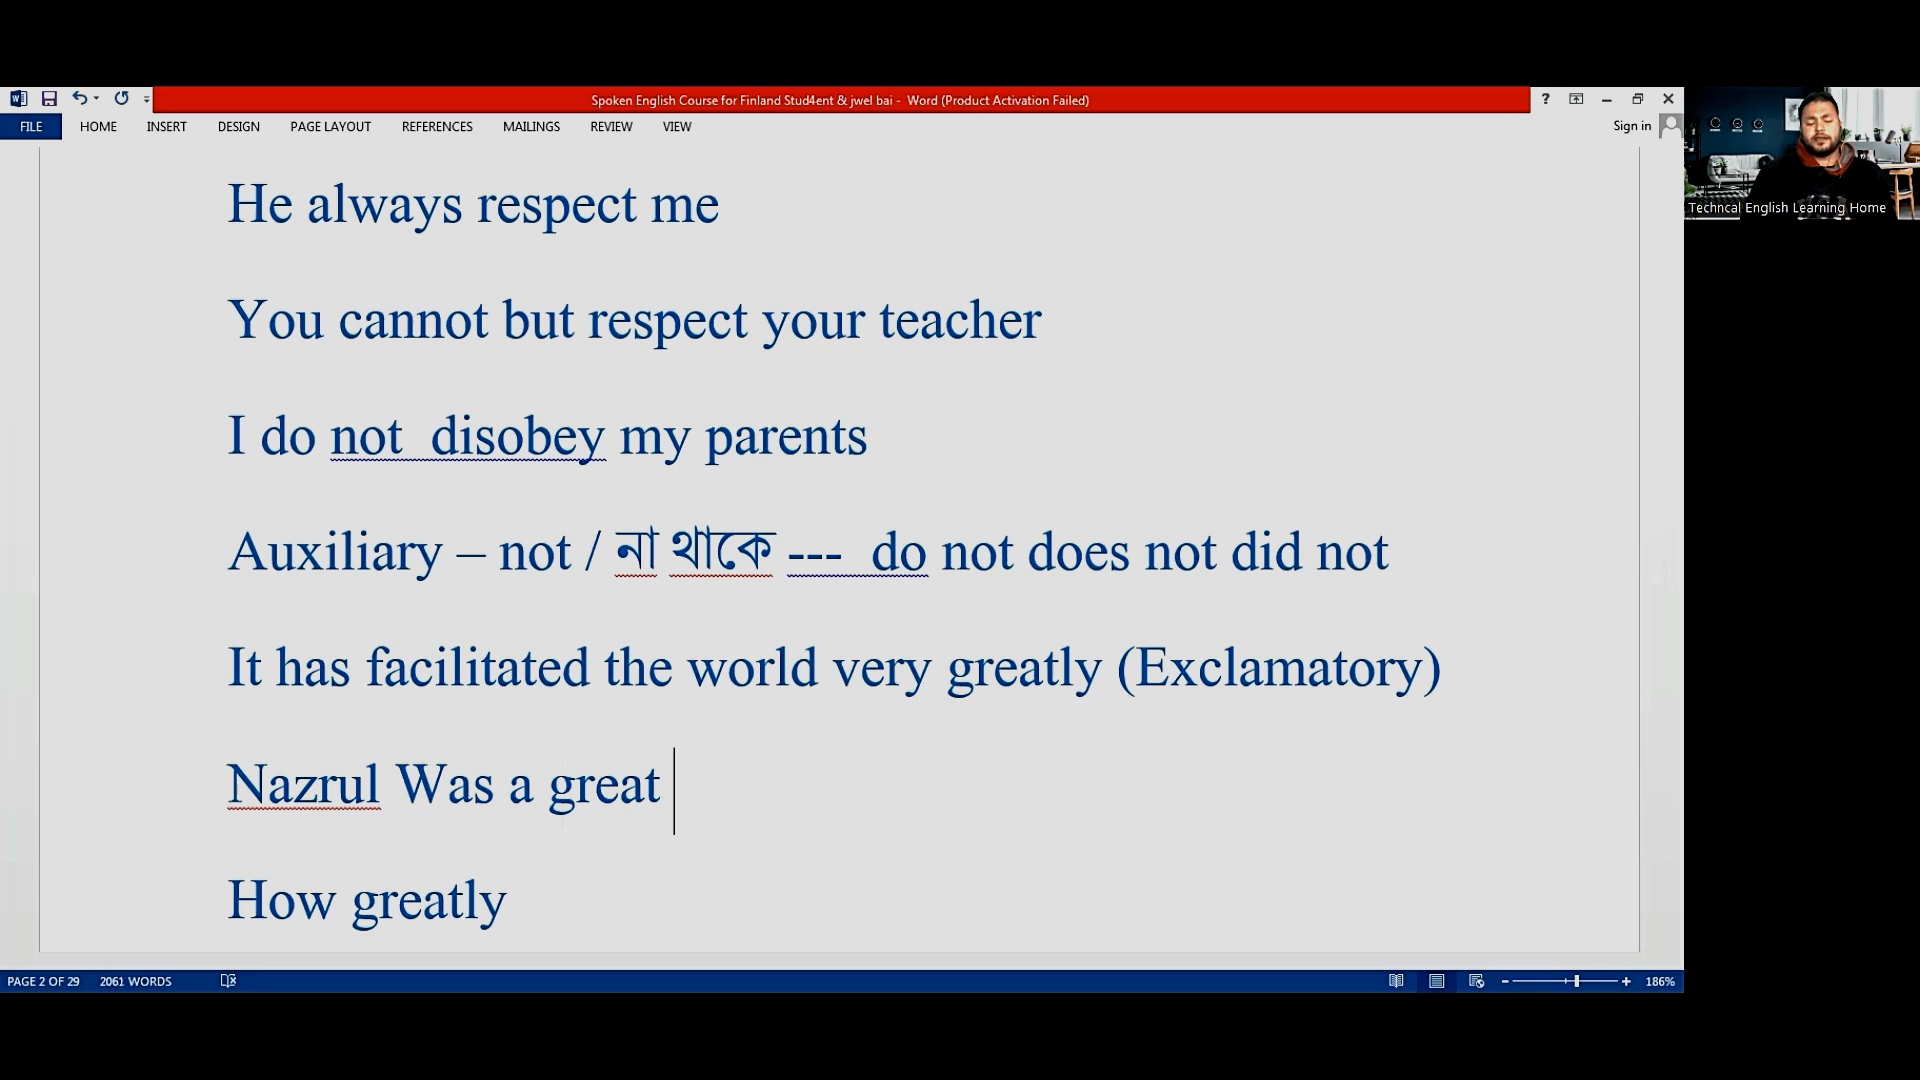 Spoken English Course for Finland Stud4ent & jwel bai - Word (Product Activation Failed)
?
FILE HOME INSERT DESIGN PAGE LAYOUT REFERENCES MAILINGS REVIEW VIEW
Sign in
Techncal English Learning Home
He always respect me
You cannot but respect your teacher
I do not disobey my parents
Auxiliary – not / না থাকে --- do not does not did not
It has facilitated the world very greatly (Exclamatory)
Nazrul Was a great
How greatly
PAGE 2 OF 29 2061 WORDS
186%